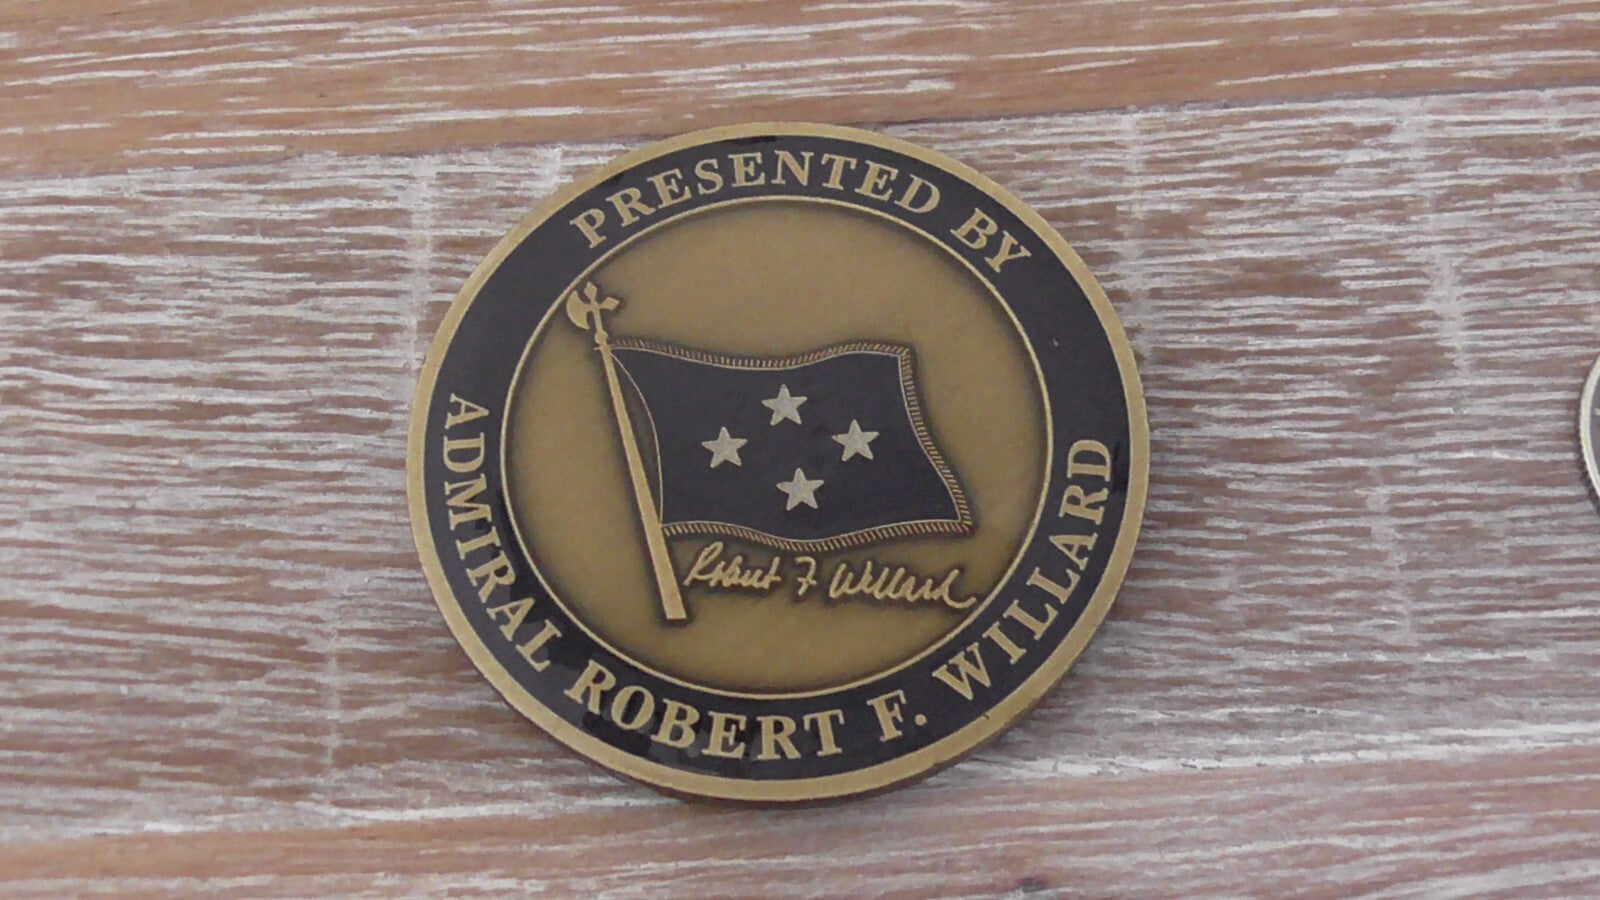 PRESENTED BY
Robert F Willard
ADMIRAL ROBERT F. WILLARD